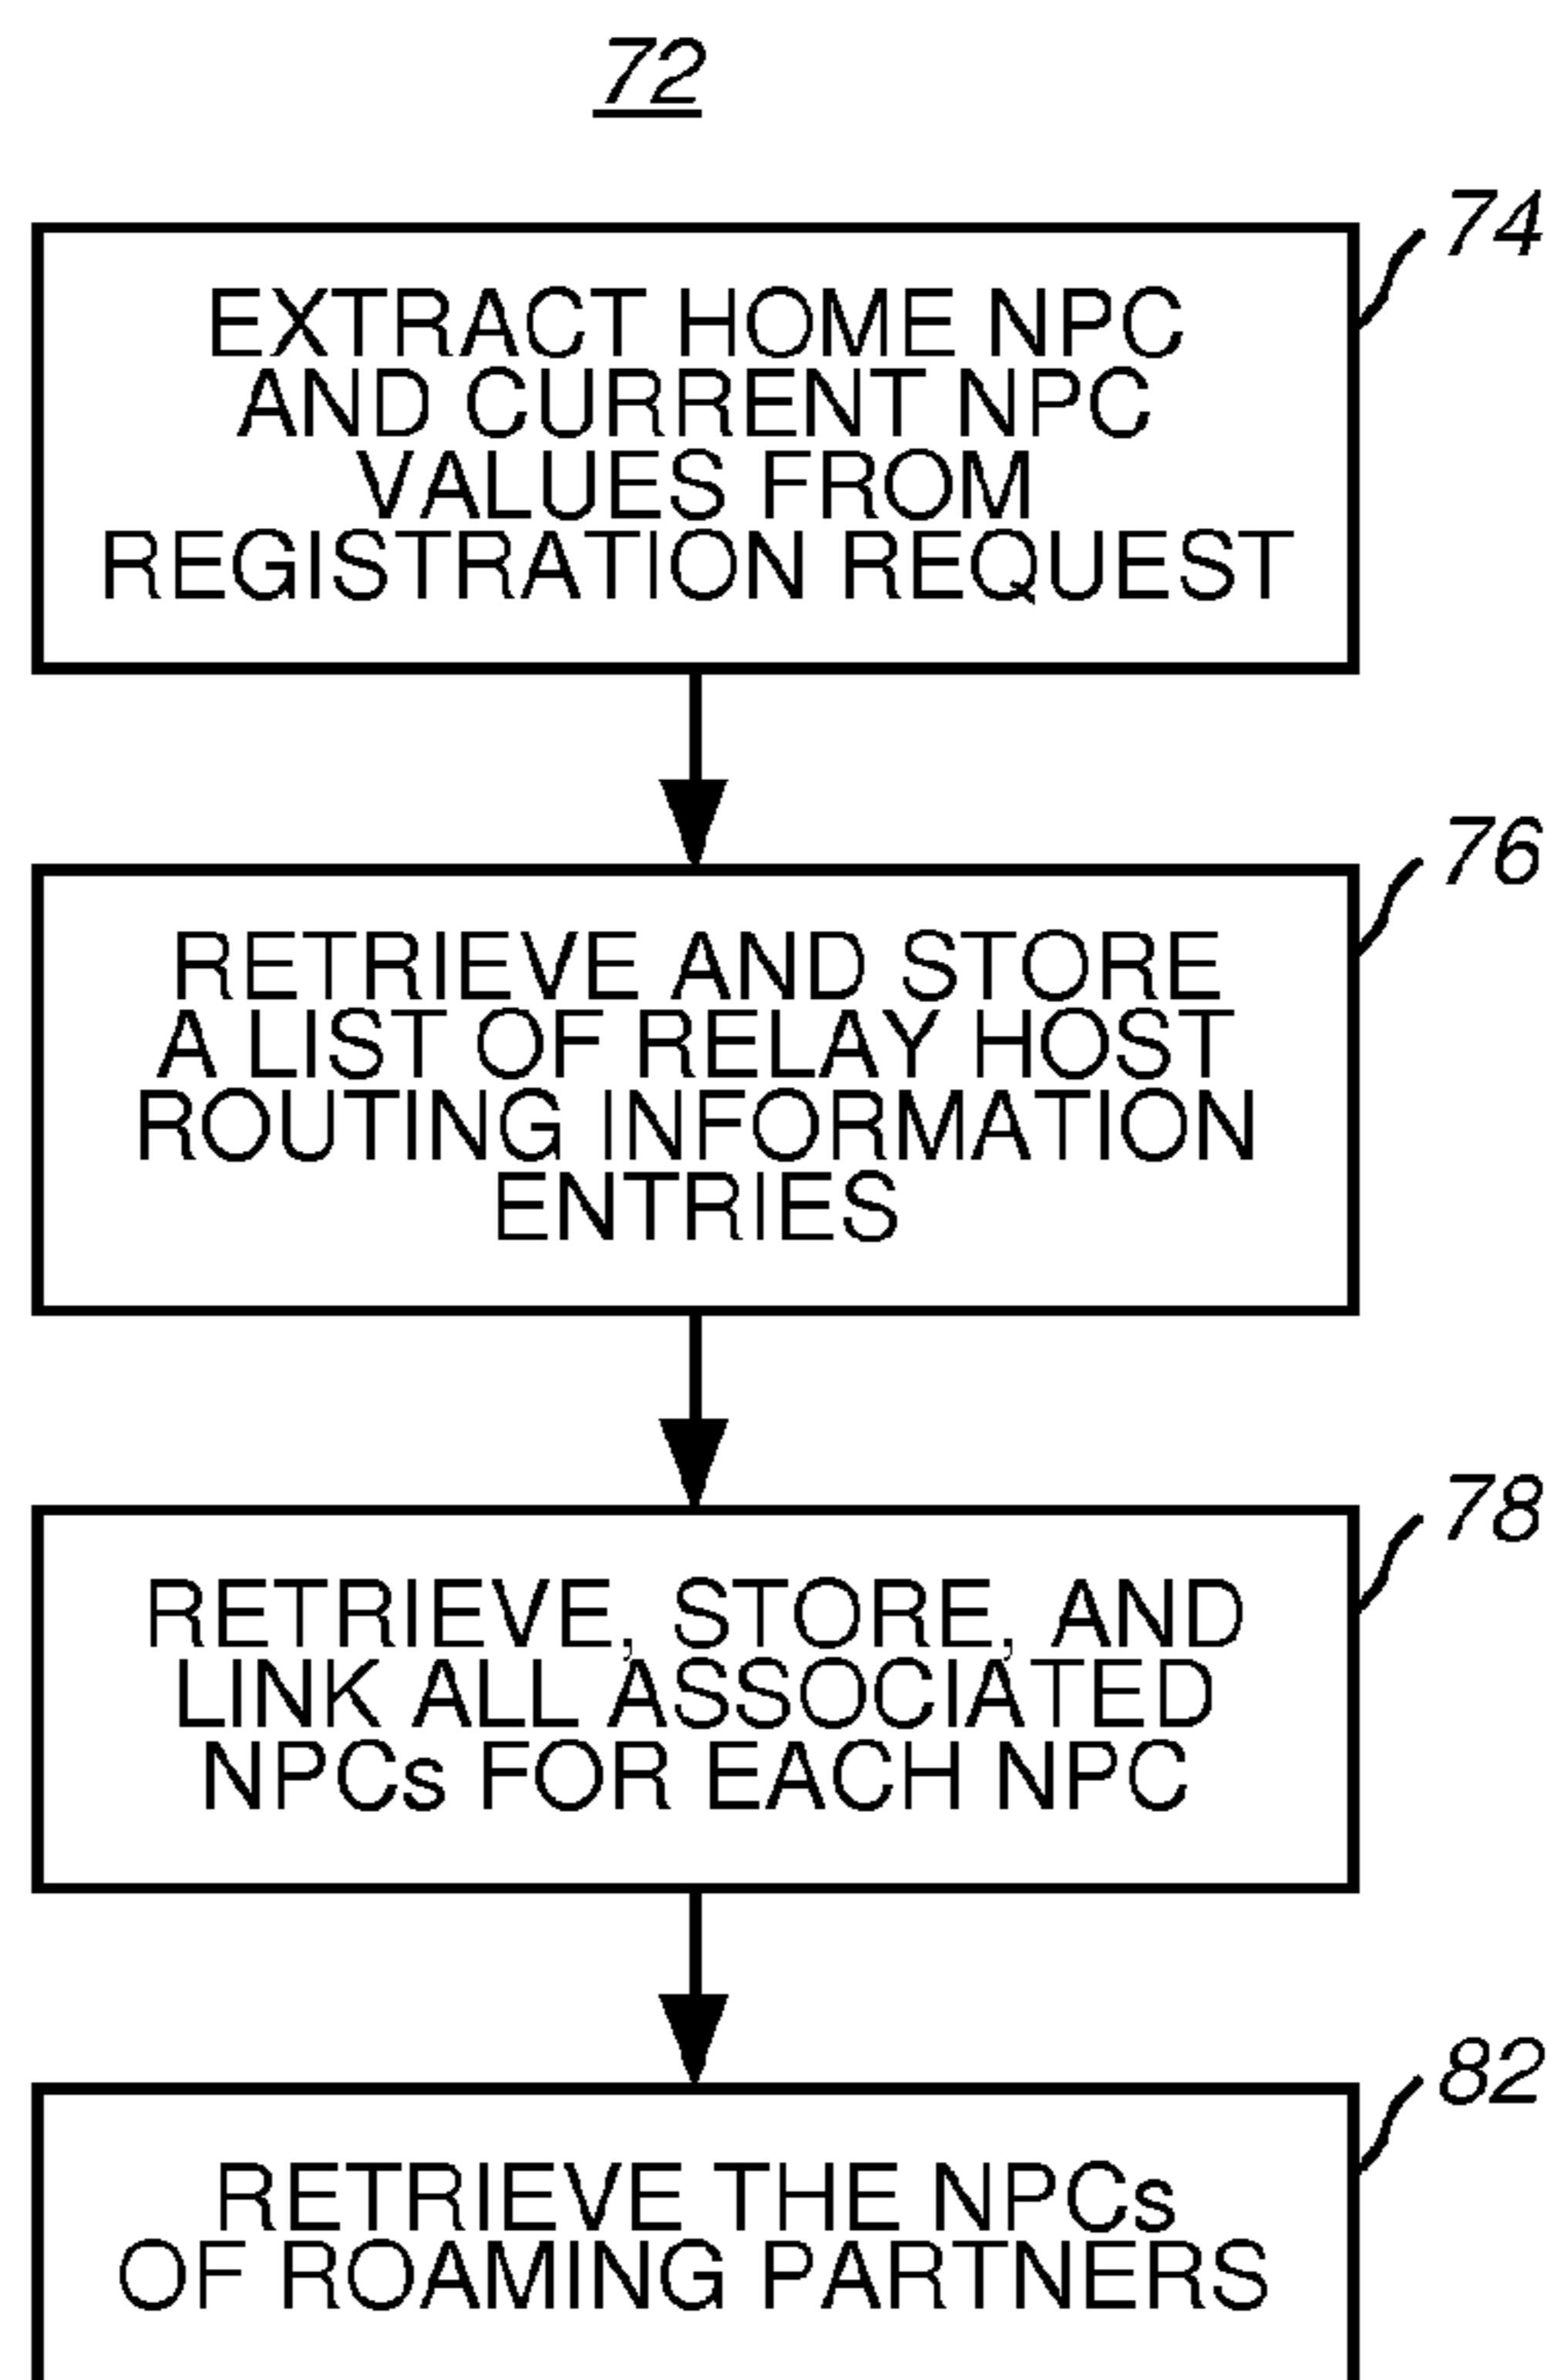 72
74
EXTRACT HOME NPC
AND CURRENT NPC
VALUES FROM
REGISTRATION REQUEST
76
RETRIEVE AND STORE
A LIST OF RELAY HOST
ROUTING INFORMATION
ENTRIES
78
RETRIEVE, STORE, AND
LINK ALL ASSOCIATED
NPCs FOR EACH NPC
82
RETRIEVE THE NPCs
OF ROAMING PARTNERS